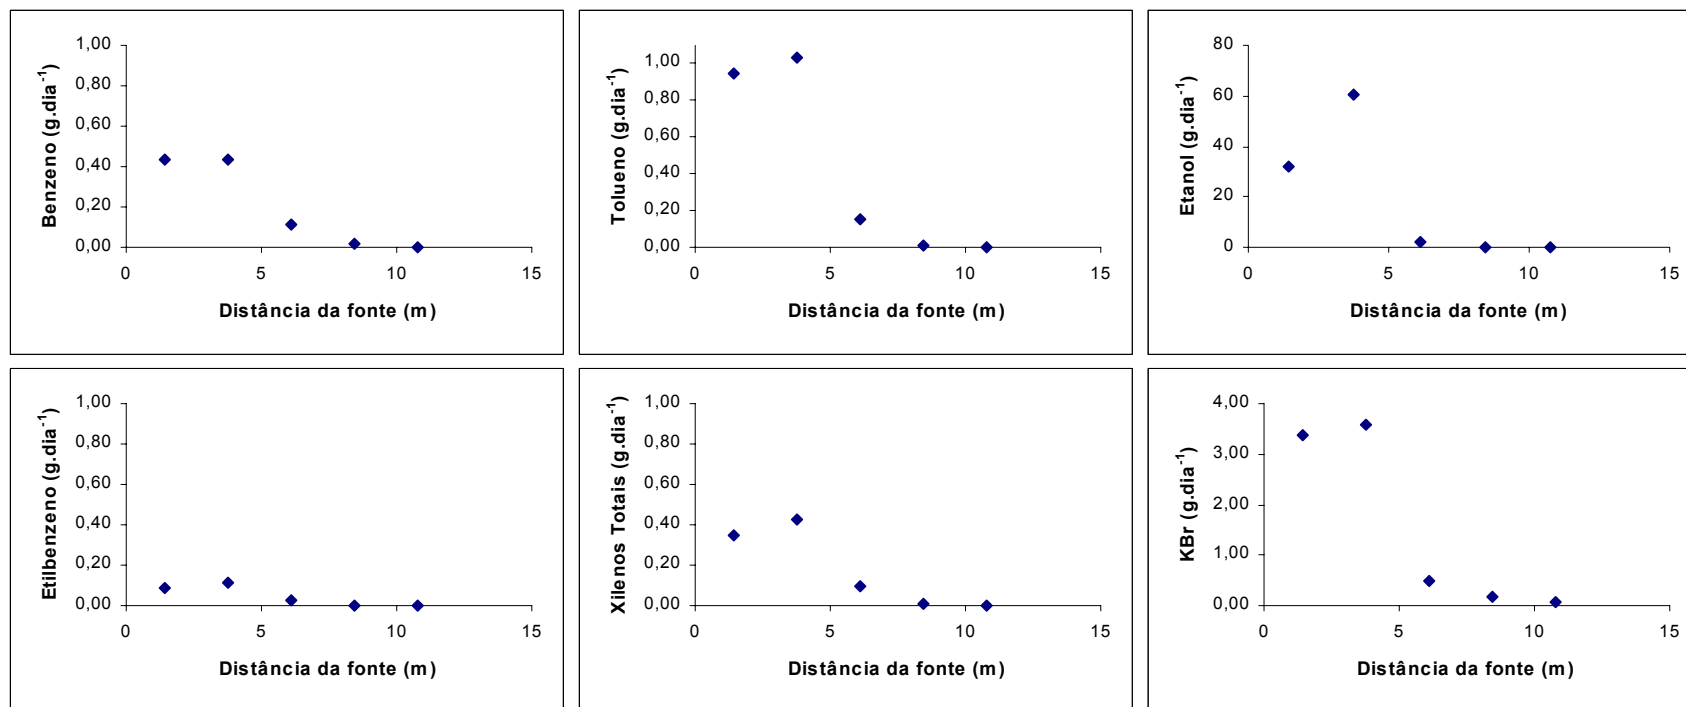 Benzeno (g.dia-1)
1,00
0,80
0,60
0,40
0,20
0,00
0 5 10 15
Distância da fonte (m)
Tolueno (g.dia-1)
1,00
0,80
0,60
0,40
0,20
0,00
0 5 10 15
Distância da fonte (m)
Etanol (g.dia-1)
80
60
40
20
0
0 5 10 15
Distância da fonte (m)
Etilbenzeno (g.dia-1)
1,00
0,80
0,60
0,40
0,20
0,00
0 5 10 15
Distância da fonte (m)
Xilenos Totais (g.dia-1)
1,00
0,80
0,60
0,40
0,20
0,00
0 5 10 15
Distância da fonte (m)
KBr (g.dia-1)
4,00
3,00
2,00
1,00
0,00
0 5 10 15
Distância da fonte (m)